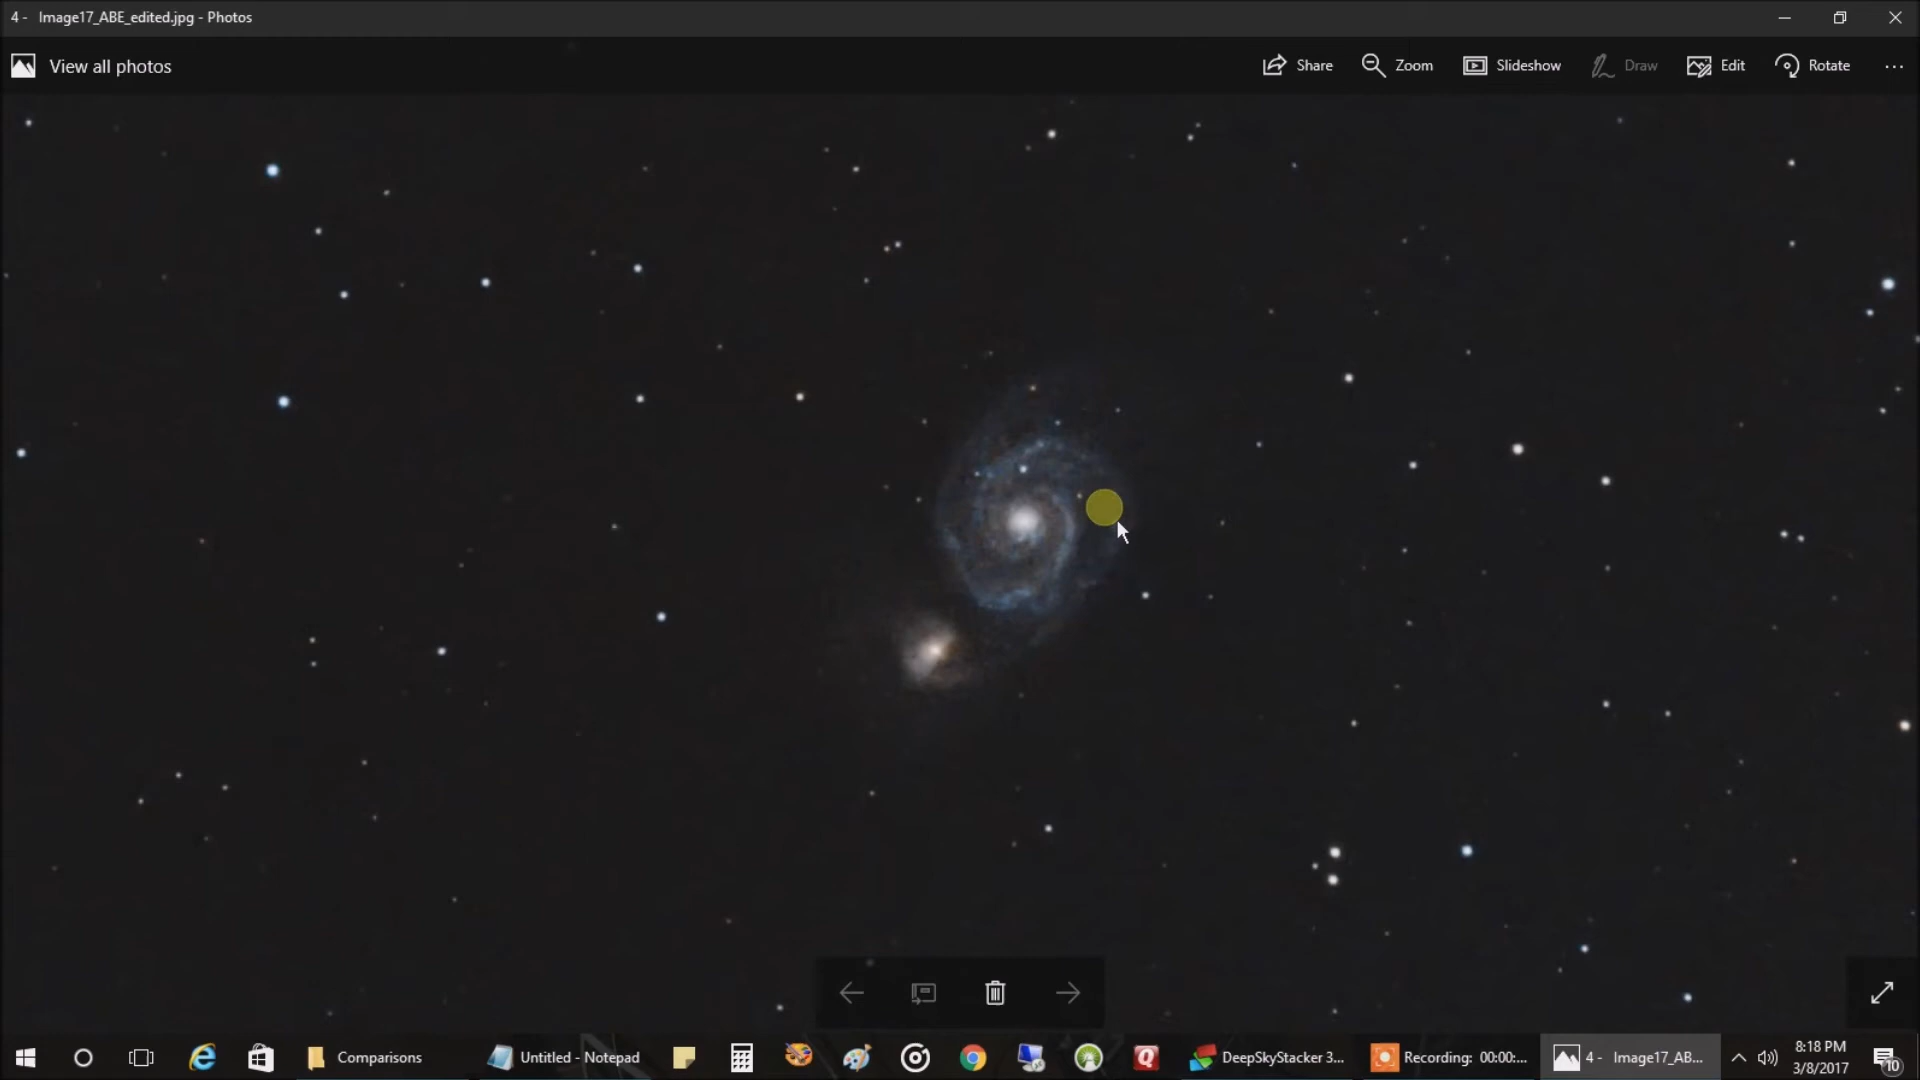 4 -   Image17_ABE_edited.jpg - Photos
View all photos
Share
Zoom
Slideshow
Draw
Edit
Rotate
Comparisons
Untitled - Notepad
DeepSkyStacker 3...
Recording:  00:00:...
4 -   Image17_AB...
8:18 PM
3/8/2017
10